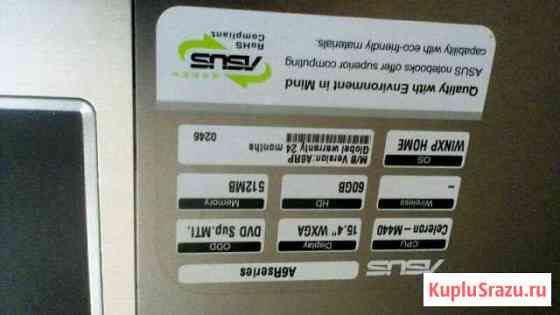 ASUS
A6Rseries
CPU
Celeron - M440
Display
15.4" WXGA
ODD
DVD Sup.MTI.
Wireless
-
HD
60GB
Memory
512MB
OS
WINXP HOME
M/B Version:A6RP
Global warranty 24 months
0246
Quality with Environment in Mind
ASUS notebooks offer superior computing
capability with eco-friendly materials.
ASUS
RoHS
Compliant
KupluSrazu.ru